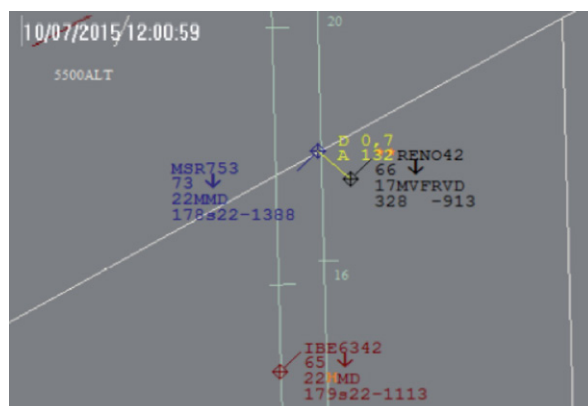 10/07/2015/12:00:59
20
5500ALT
D 0,7
A 132
RENO42
66 ↓
17MVFRVD
328 -913
MSR753
73 ↓
22MMD
178s22-1388
16
IBE6342
65 ↓
22HMD
179s22-1113